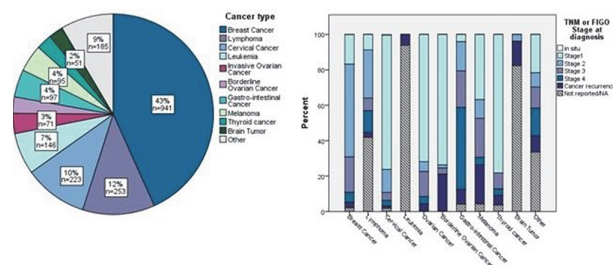 Cancer type
Breast Cancer
Lymphoma
Cervical Cancer
Leukemia
Invasive Ovarian
Cancer
Borderline
Ovarian Cancer
Gastro-intestinal
Cancer
Melanoma
Thyroid cancer
Brain Tumor
Other
43%
n=941
12%
n=253
10%
n=223
7%
n=146
3%
n=71
4%
n=97
4%
n=95
2%
n=51
9%
n=185
TNM or FIGO
Stage at
diagnosis
in situ
Stage1
Stage 2
Stage 3
Stage 4
Cancer recurrenc
Not reported/NA
Percent
100
80
60
40
20
0
Breast Cancer
Lymphoma
Cervical Cancer
Leukemia
Ovarian Cancer
Borderline Ovarian Cancer
Gastro-intestinal Cancer
Melanoma
Thyroid cancer
Brain Tumor
Other